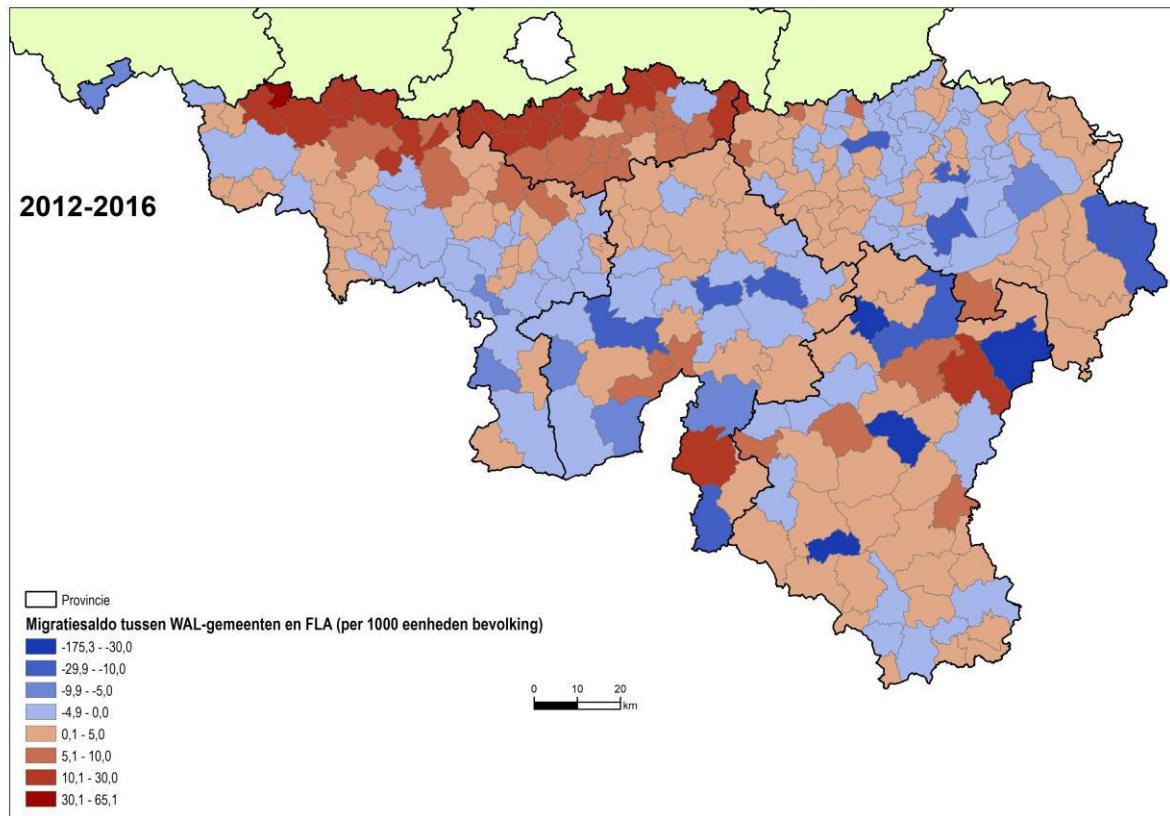 2012-2016
Provincie
Migratiesaldo tussen WAL-gemeenten en FLA (per 1000 eenheden bevolking)
-175,3 - -30,0
-29,9 - -10,0
-9,9 - -5,0
-4,9 - 0,0
0,1 - 5,0
5,1 - 10,0
10,1 - 30,0
30,1 - 65,1
0 10 20
km